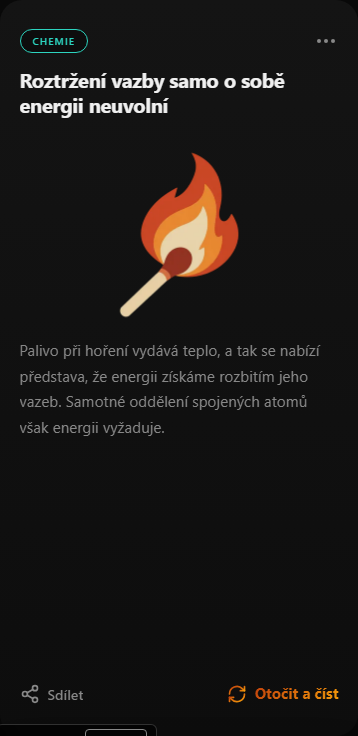 CHEMIE
Roztržení vazby samo o sobě
energii neuvolní
Palivo při hoření vydává teplo, a tak se nabízí
představa, že energii získáme rozbitím jeho
vazeb. Samotné oddělení spojených atomů
však energii vyžaduje.
Sdílet
Otočit a číst